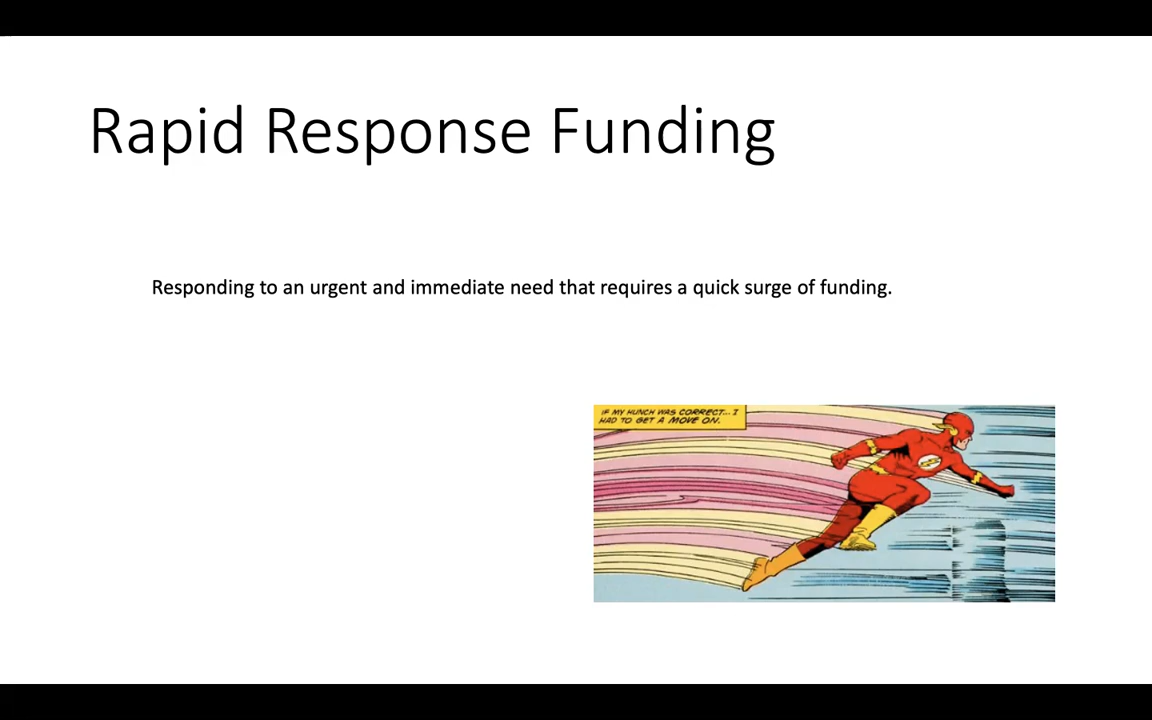 Rapid Response Funding
Responding to an urgent and immediate need that requires a quick surge of funding.
IF MY HUNCH WAS CORRECT... I
HAD TO GET A MOVE ON.